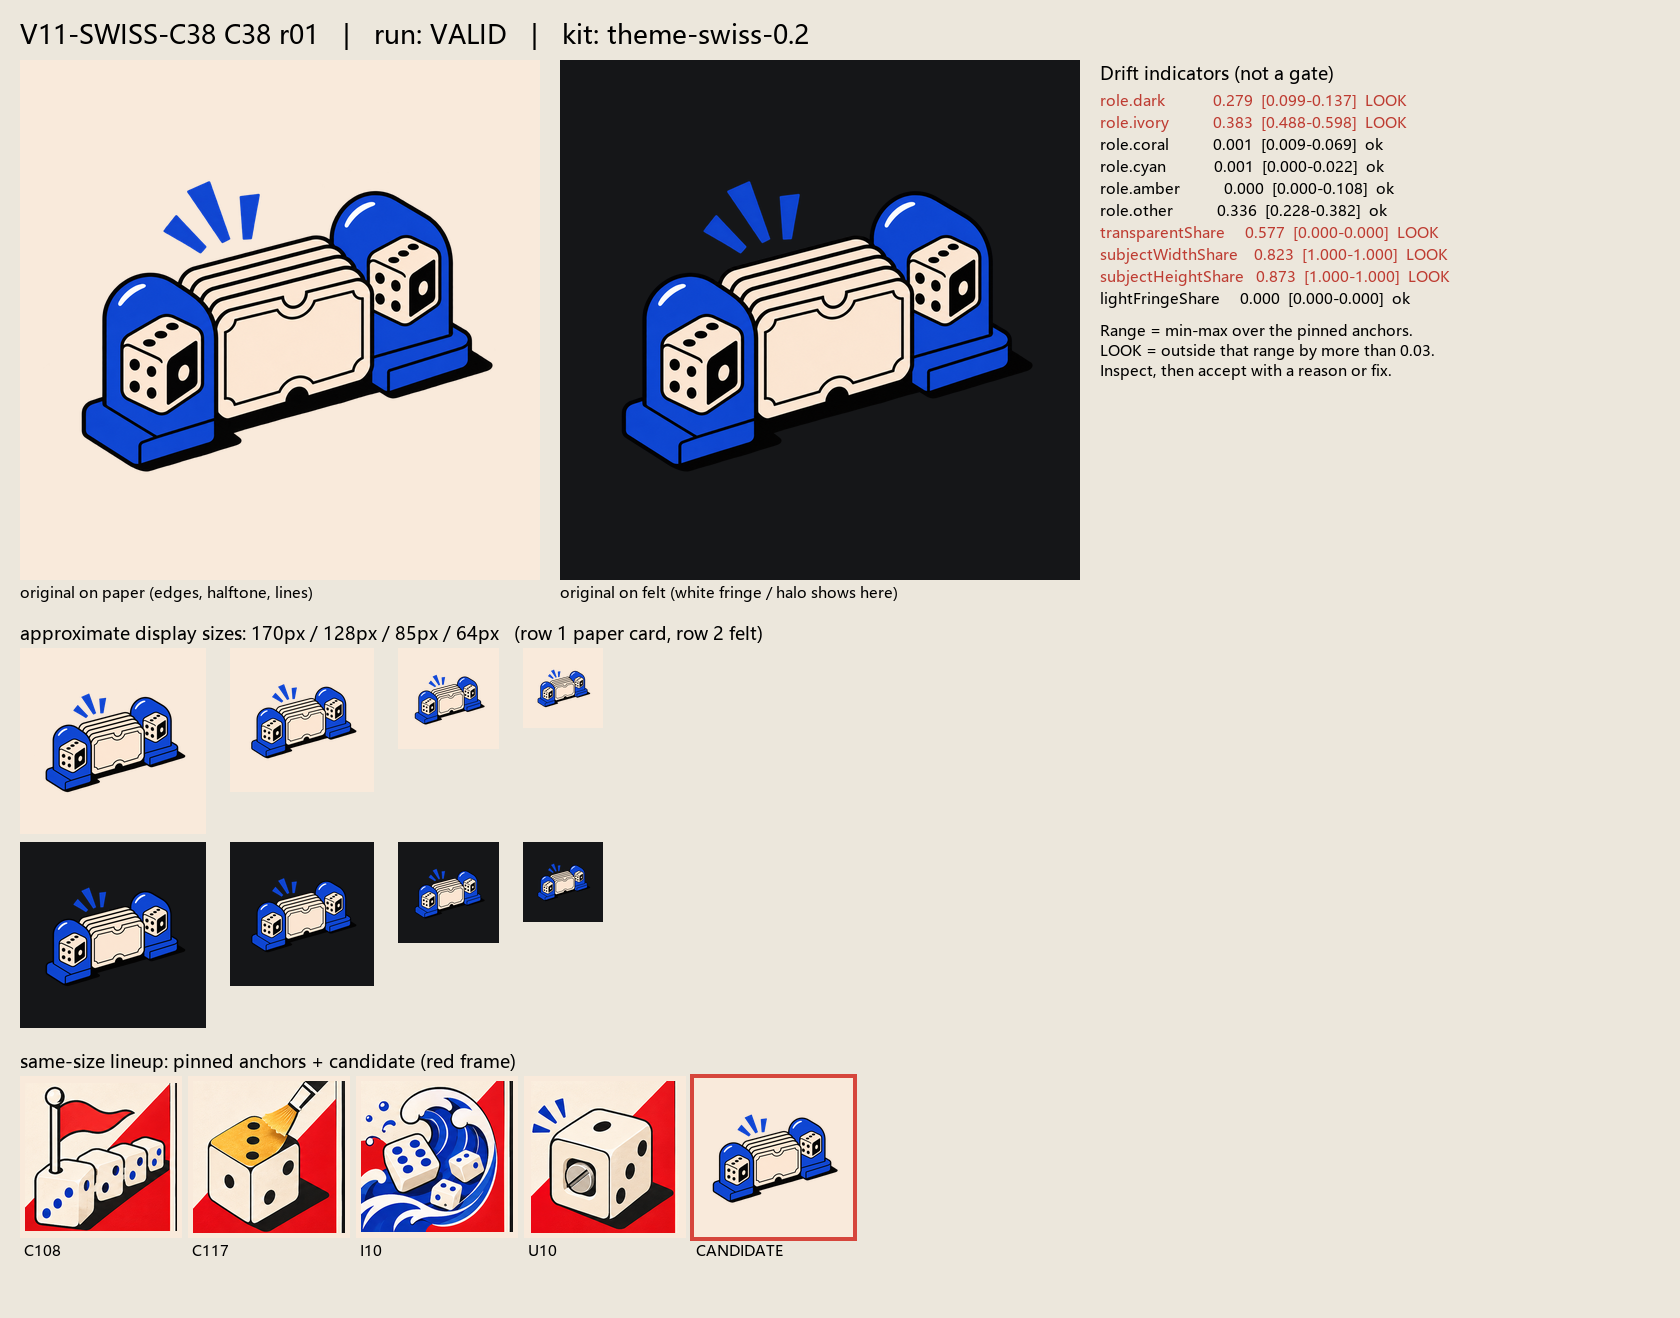 V11-SWISS-C38 C38 r01 | run: VALID | kit: theme-swiss-0.2
Drift indicators (not a gate)
role.dark 0.279 [0.099-0.137] LOOK
role.ivory 0.383 [0.488-0.598] LOOK
role.coral 0.001 [0.009-0.069] ok
role.cyan 0.001 [0.000-0.022] ok
role.amber 0.000 [0.000-0.108] ok
role.other 0.336 [0.228-0.382] ok
transparentShare 0.577 [0.000-0.000] LOOK
subjectWidthShare 0.823 [1.000-1.000] LOOK
subjectHeightShare 0.873 [1.000-1.000] LOOK
lightFringeShare 0.000 [0.000-0.000] ok
Range = min-max over the pinned anchors.
LOOK = outside that range by more than 0.03.
Inspect, then accept with a reason or fix.
original on paper (edges, halftone, lines)
original on felt (white fringe / halo shows here)
approximate display sizes: 170px / 128px / 85px / 64px (row 1 paper card, row 2 felt)
same-size lineup: pinned anchors + candidate (red frame)
C108
C117
I10
U10
CANDIDATE